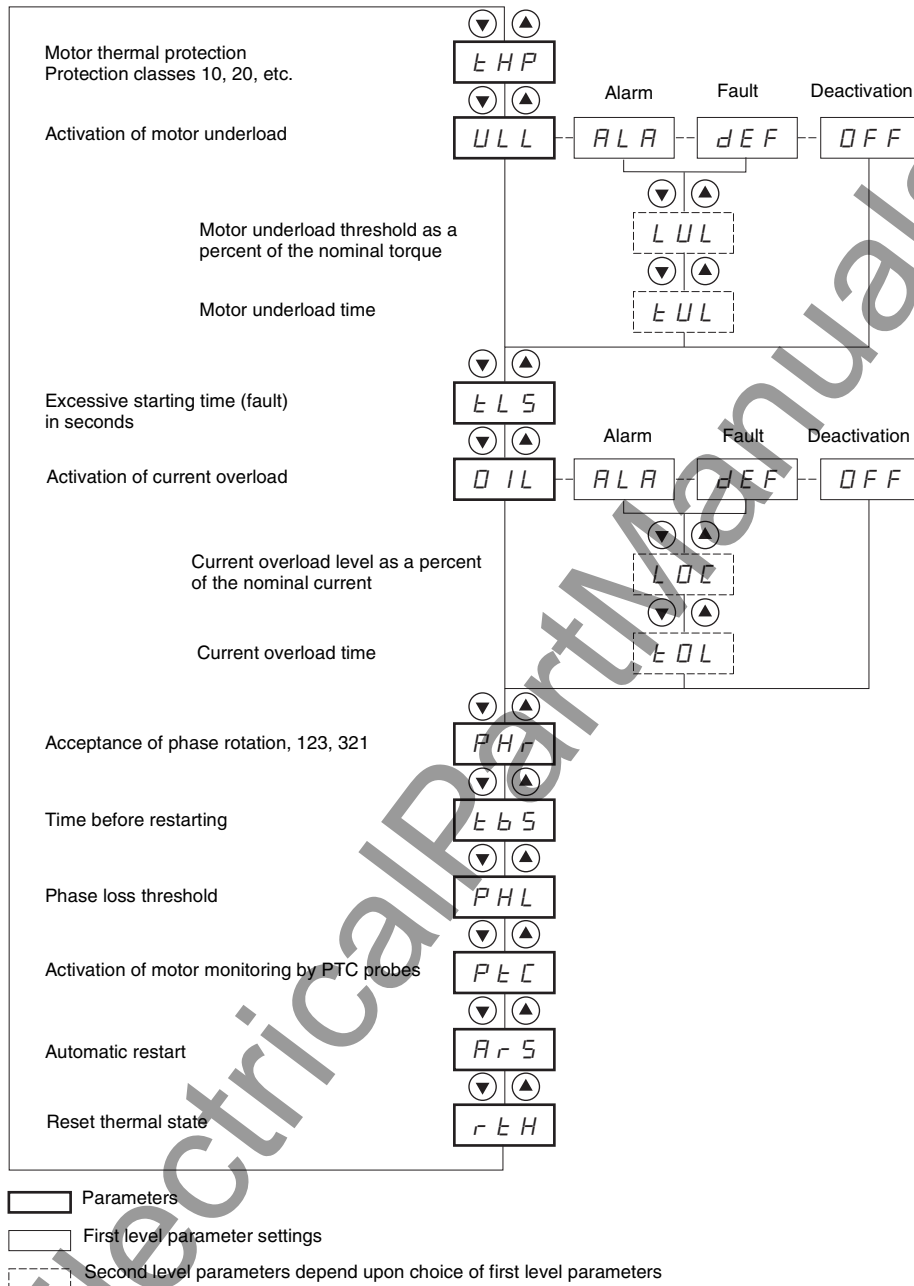 Motor thermal protection
Protection classes 10, 20, etc.
tHP
Alarm Fault Deactivation
Activation of motor underload
ULL ALA dEF OFF
Motor underload threshold as a
percent of the nominal torque
LUL
Motor underload time
tUL
Excessive starting time (fault)
in seconds
tLS
Alarm Fault Deactivation
Activation of current overload
OIL ALA dEF OFF
Current overload level as a percent
of the nominal current
LOC
Current overload time
tOL
Acceptance of phase rotation, 123, 321
PHr
Time before restarting
tbS
Phase loss threshold
PHL
Activation of motor monitoring by PTC probes
PtC
Automatic restart
ArS
Reset thermal state
rtH
Parameters
First level parameter settings
Second level parameters depend upon choice of first level parameters